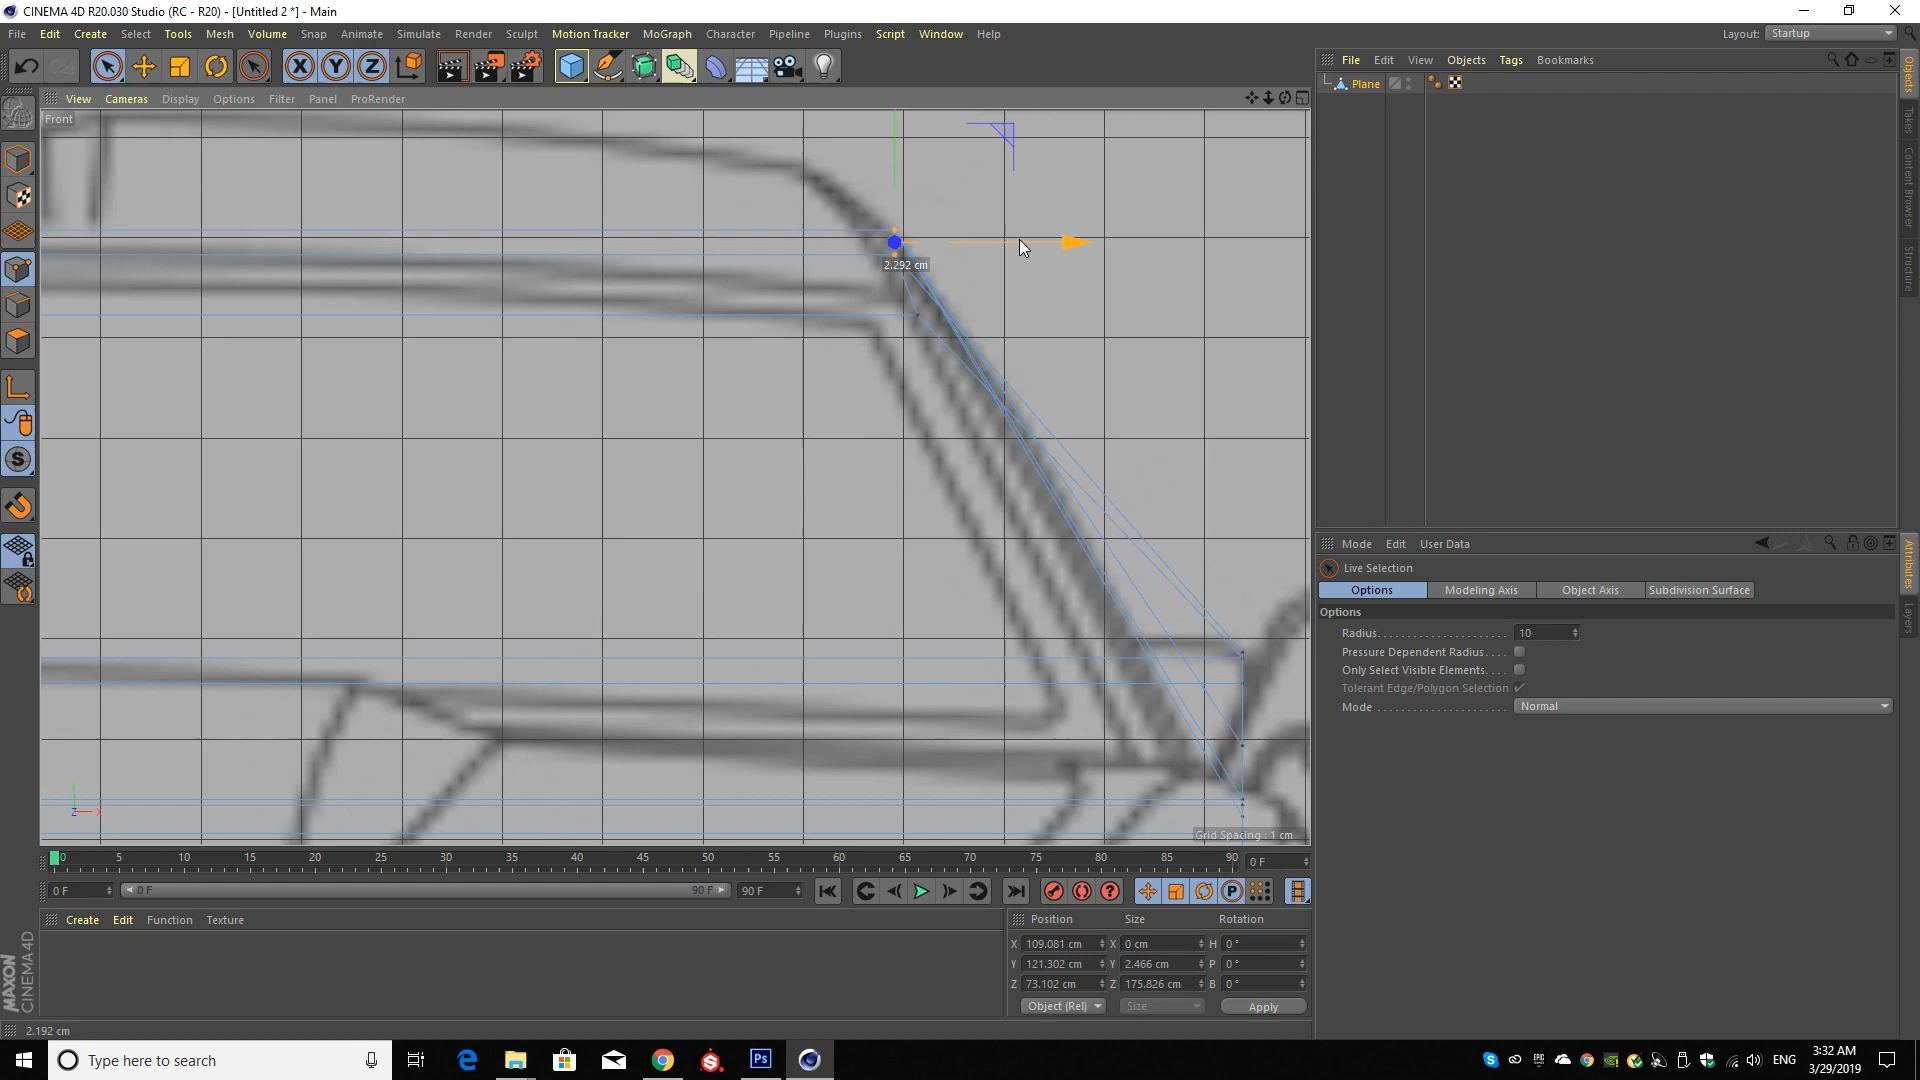 CINEMA 4D R20.030 Studio (RC - R20) - [Untitled 2 *] - Main
File Edit Create Select Tools Mesh Volume Snap Animate Simulate Render Sculpt Motion Tracker MoGraph Character Pipeline Plugins Script Window Help
Layout: Startup
View Cameras Display Options Filter Panel ProRender
Front
2.292 cm
Y
Z X
Grid Spacing : 1 cm
0 5 10 15 20 25 30 35 40 45 50 55 60 65 70 75 80 85 90 0 F
0 F 0 F 90 F 90 F
Create Edit Function Texture
Position Size Rotation
X 109.081 cm X 0 cm H 0 °
Y 121.302 cm Y 2.466 cm P 0 °
Z 73.102 cm Z 175.826 cm B 0 °
Object (Rel) Size Apply
MAXON
CINEMA 4D
2.192 cm
File Edit View Objects Tags Bookmarks
Plane
Objects
Takes
Content Browser
Structure
Mode Edit User Data
Live Selection
Options Modeling Axis Object Axis Subdivision Surface
Options
Radius 10
Pressure Dependent Radius
Only Select Visible Elements
Tolerant Edge/Polygon Selection
Mode Normal
Attributes
Layers
Type here to search
Ps
ENG
3:32 AM
3/29/2019